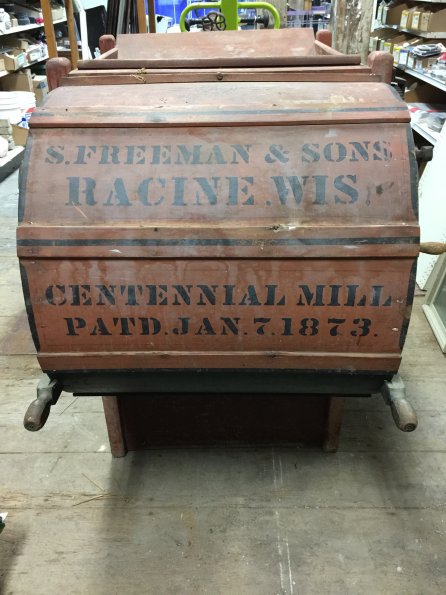 S. FREEMAN & SONS
RACINE. WIS.
CENTENNIAL MILL
PATD. JAN. 7. 1873.